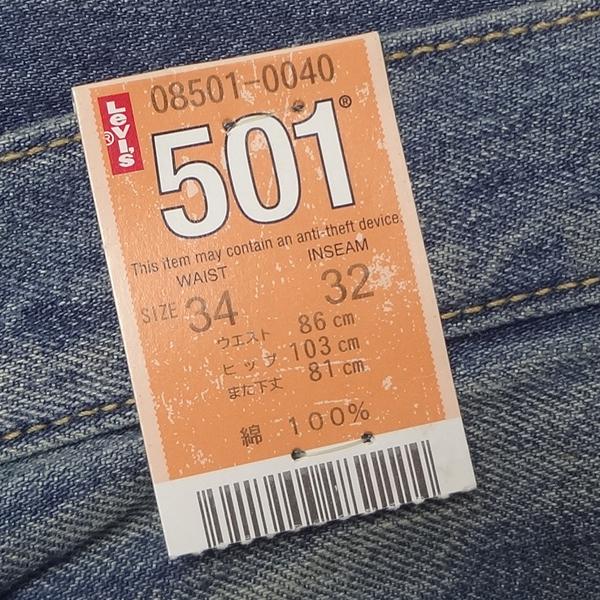 08501-0040
Levi's®
501®
This item may contain an anti-theft device.
WAIST INSEAM
SIZE 34 32
ウエスト 86 cm
ヒップ 103 cm
また下丈 81 cm
綿 100%